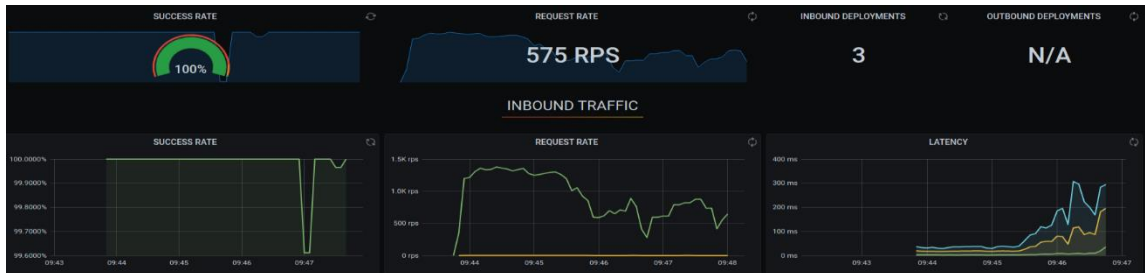 SUCCESS RATE
REQUEST RATE
INBOUND DEPLOYMENTS
OUTBOUND DEPLOYMENTS
100%
575 RPS
3
N/A
INBOUND TRAFFIC
SUCCESS RATE
100.0000%
99.9000%
99.8000%
99.7000%
99.6000%
09:43
09:44
09:45
09:46
09:47
REQUEST RATE
1.5K rps
1.0K rps
500 rps
0 rps
09:44
09:45
09:46
09:47
09:48
LATENCY
400 ms
300 ms
200 ms
100 ms
0 ms
09:43
09:44
09:45
09:46
09:47